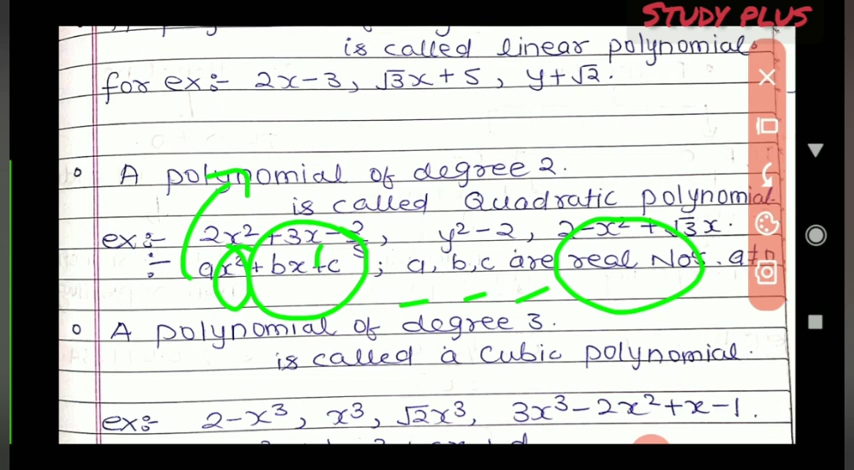 STUDY PLUS
is called linear polynomial.
for ex:- 2x-3, √3x+5, y+√2.
A polynomial of degree 2.
is called Quadratic polynomial.
ex:- 2x²+3x-2/5, y²-2, 2-x²+√3x.
:- ax²+bx+c ; a, b, c are real Nos.
A polynomial of degree 3.
is called a cubic polynomial.
ex:- 2-x³, x³, √2x³, 3x³-2x²+x-1.